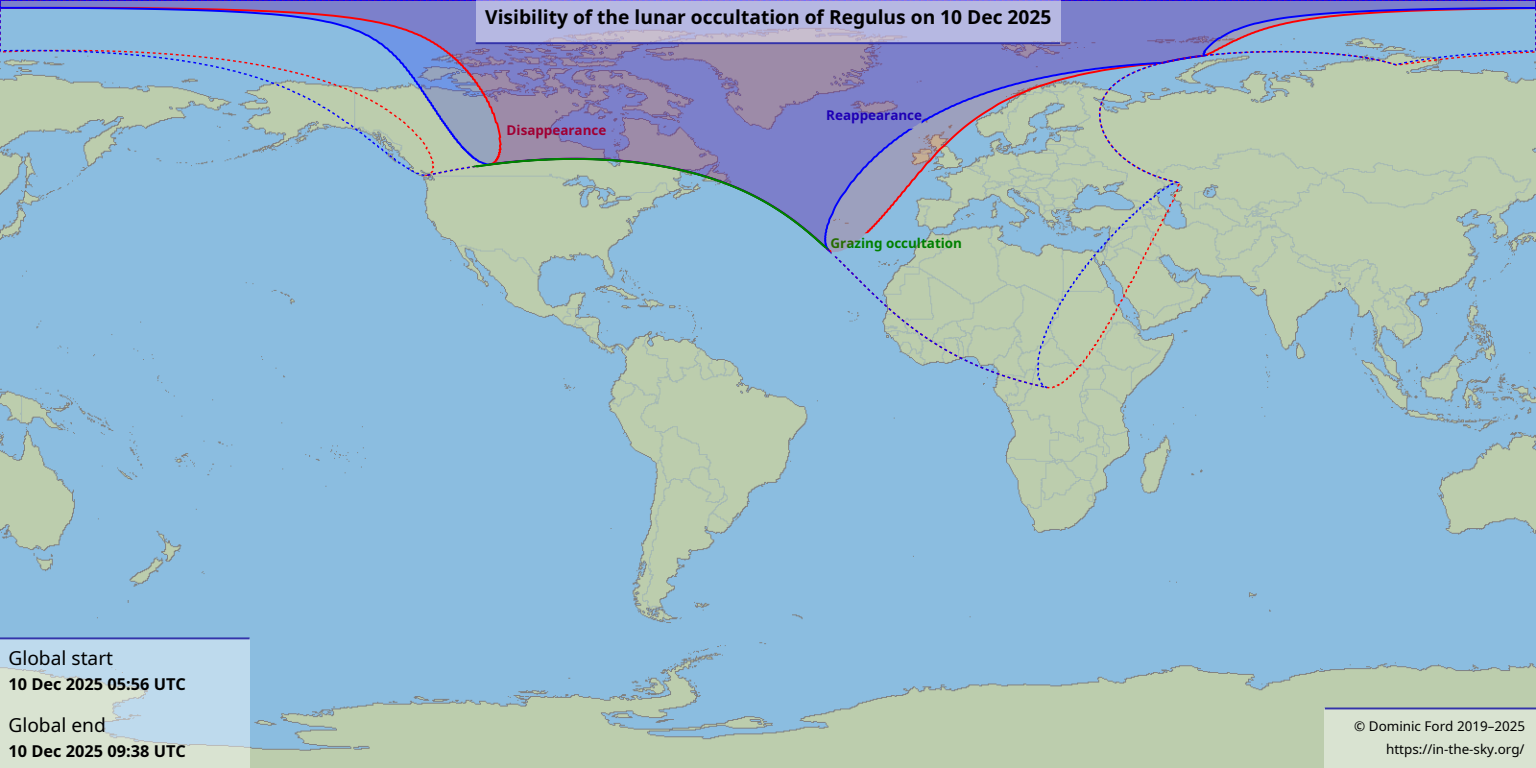 Visibility of the lunar occultation of Regulus on 10 Dec 2025
Reappearance
Disappearance
Grazing occultation
Global start
10 Dec 2025 05:56 UTC
Global end
10 Dec 2025 09:38 UTC
© Dominic Ford 2019–2025
https://in-the-sky.org/